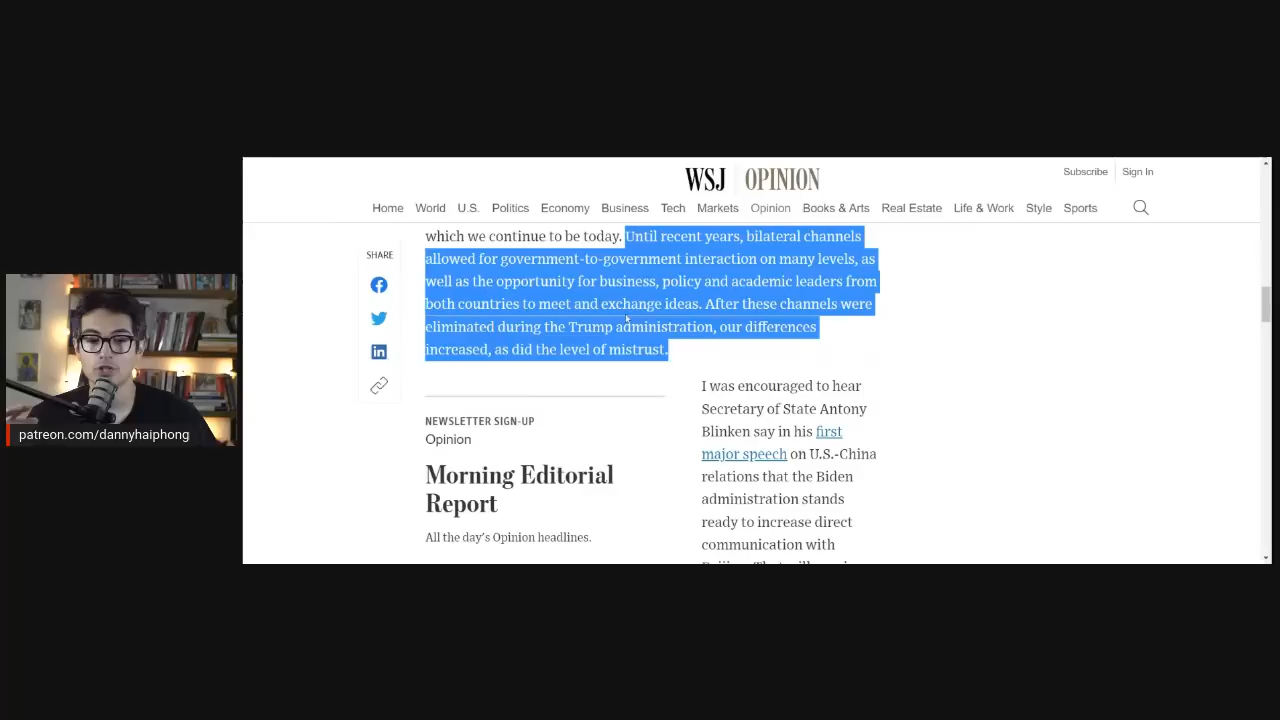 WSJ OPINION
Subscribe
Sign In
Home World U.S. Politics Economy Business Tech Markets Opinion Books & Arts Real Estate Life & Work Style Sports
SHARE
which we continue to be today. Until recent years, bilateral channels
allowed for government-to-government interaction on many levels, as
well as the opportunity for business, policy and academic leaders from
both countries to meet and exchange ideas. After these channels were
eliminated during the Trump administration, our differences
increased, as did the level of mistrust.
NEWSLETTER SIGN-UP
Opinion
Morning Editorial
Report
All the day's Opinion headlines.
I was encouraged to hear
Secretary of State Antony
Blinken say in his first
major speech on U.S.-China
relations that the Biden
administration stands
ready to increase direct
communication with
patreon.com/dannyhaiphong